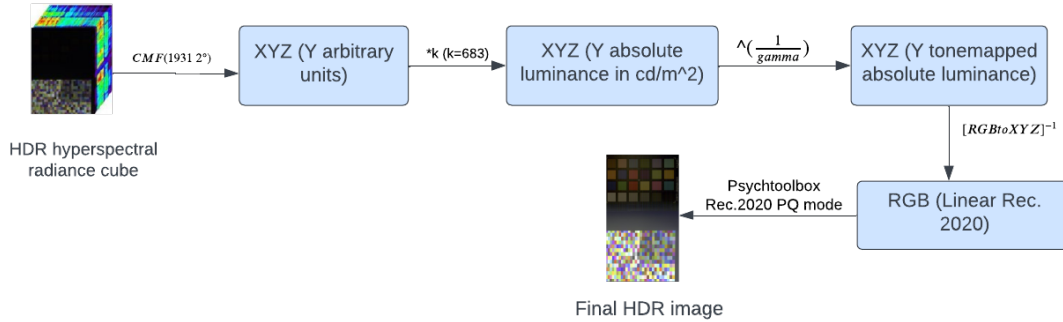 CMF(1931 2°)
XYZ (Y arbitrary
units)
*k (k=683)
XYZ (Y absolute
luminance in cd/m^2)
^(1/gamma)
XYZ (Y tonemapped
absolute luminance)
HDR hyperspectral
radiance cube
[RGBtoXYZ]⁻¹
RGB (Linear Rec.
2020)
Psychtoolbox
Rec.2020 PQ mode
Final HDR image